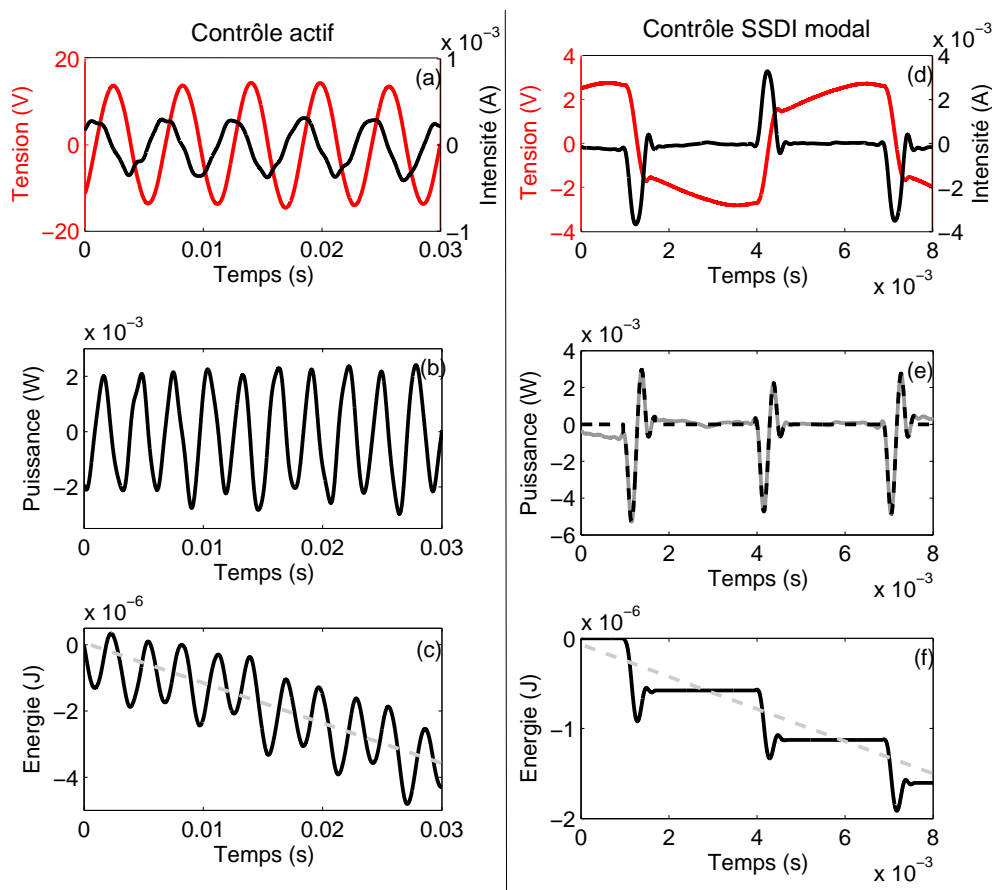 Contrôle actif
x 10⁻³
20
10
0
−10
−20
Tension (V)
1
0
−1
Intensité (A)
(a)
0 0.01 0.02 0.03
Temps (s)
x 10⁻³
2
0
−2
Puissance (W)
(b)
0 0.01 0.02 0.03
Temps (s)
x 10⁻⁶
0
−2
−4
Energie (J)
(c)
0 0.01 0.02 0.03
Temps (s)
Contrôle SSDI modal
x 10⁻³
4
2
0
−2
−4
Tension (V)
4
2
0
−2
−4
Intensité (A)
(d)
0 2 4 6 8
Temps (s)
x 10⁻³
x 10⁻³
4
2
0
−2
−4
−6
Puissance (W)
(e)
0 2 4 6 8
Temps (s)
x 10⁻³
x 10⁻⁶
0
−1
−2
Energie (J)
(f)
0 2 4 6 8
Temps (s)
x 10⁻³